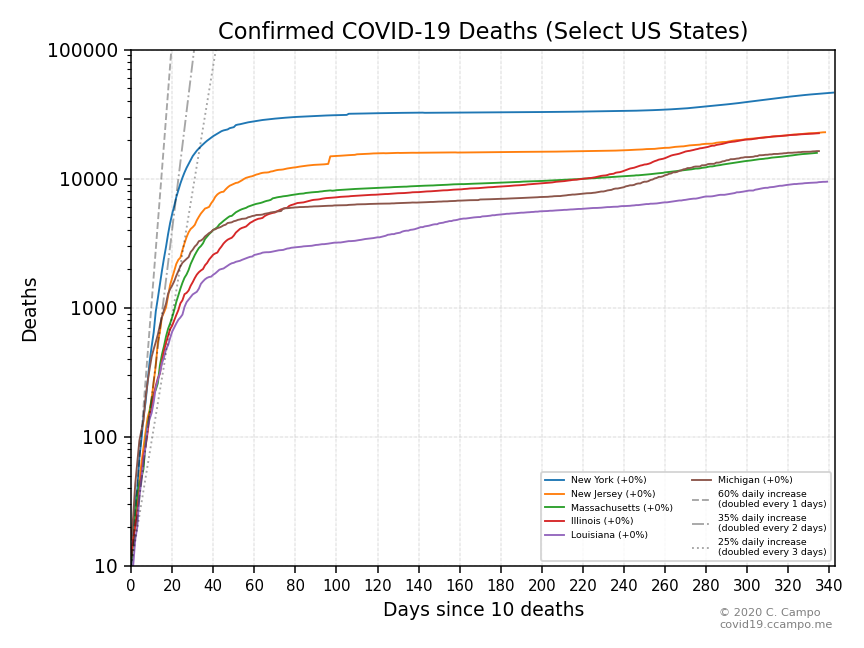 Confirmed COVID-19 Deaths (Select US States)
100000
10000
1000
100
10
Deaths
0 20 40 60 80 100 120 140 160 180 200 220 240 260 280 300 320 340
Days since 10 deaths
New York (+0%)
New Jersey (+0%)
Massachusetts (+0%)
Illinois (+0%)
Louisiana (+0%)
Michigan (+0%)
60% daily increase
(doubled every 1 days)
35% daily increase
(doubled every 2 days)
25% daily increase
(doubled every 3 days)
© 2020 C. Campo
covid19.ccampo.me